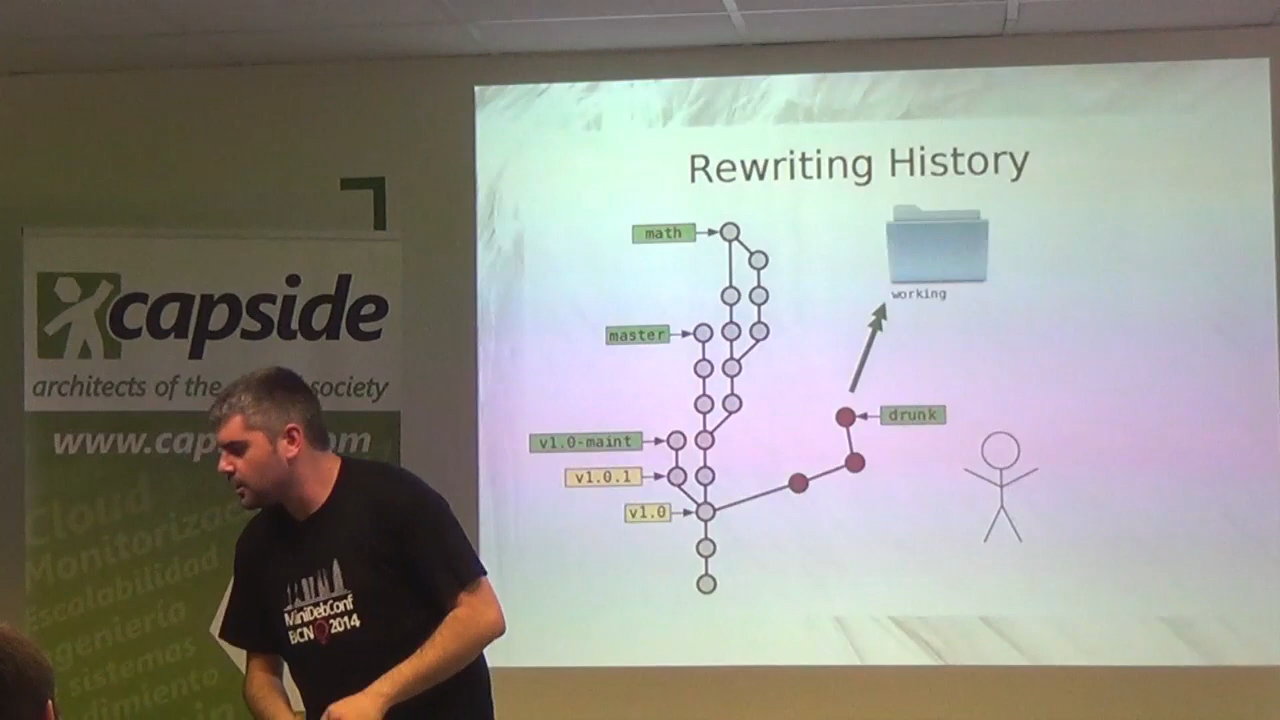 Rewriting History
math
working
master
drunk
v1.0-maint
v1.0.1
v1.0
capside
architects of the society
www.cap om
Cloud
Escalabilidad
sistemas
MiniDebConf
BCN 2014